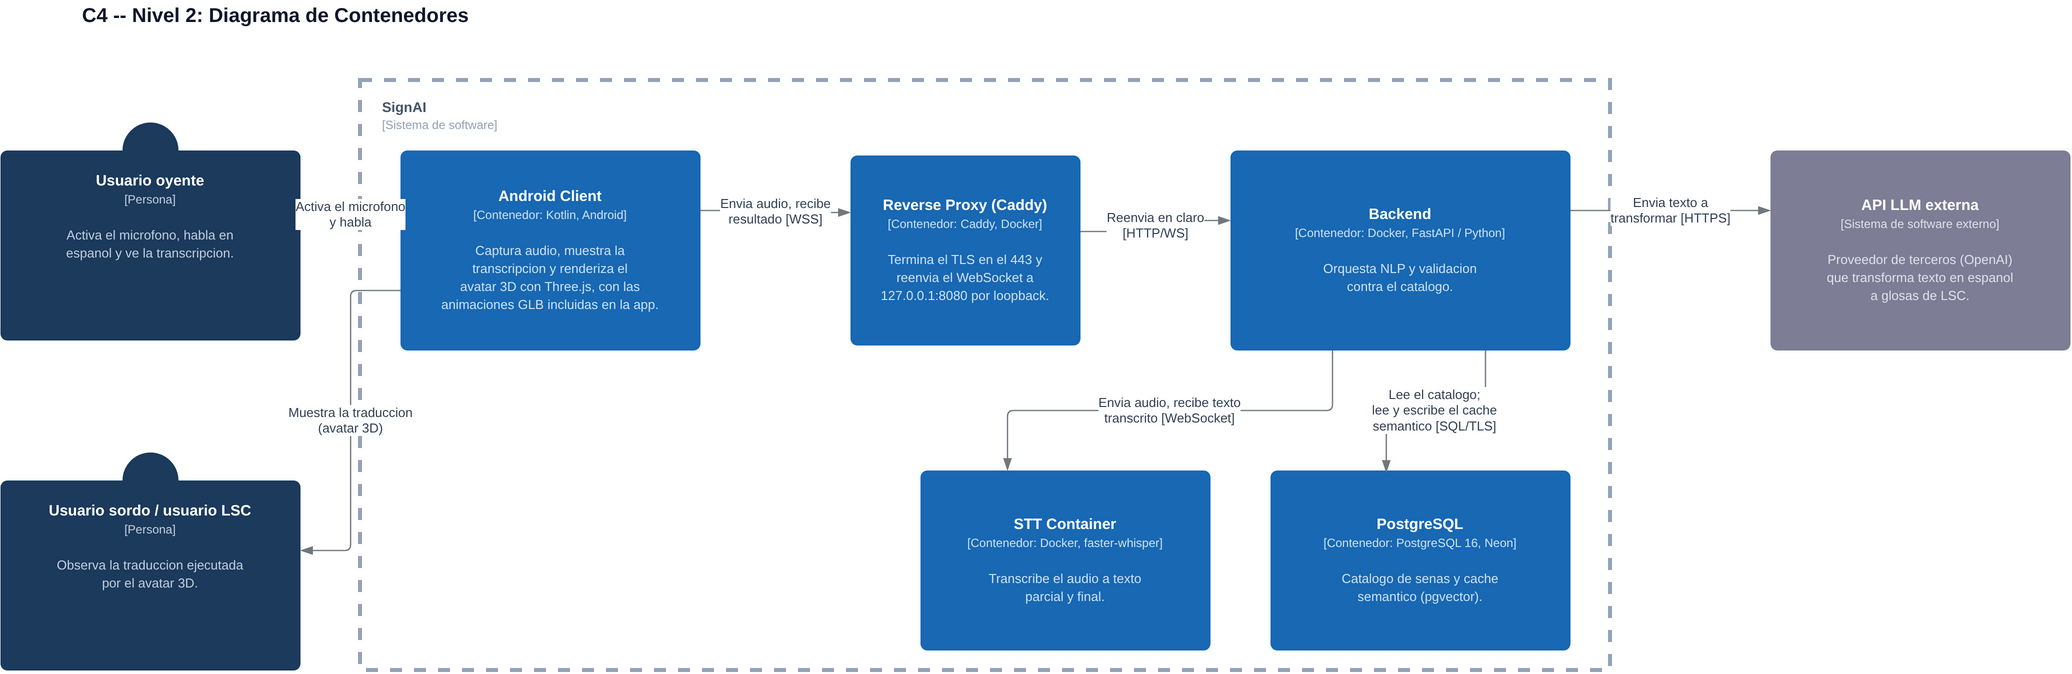 C4 -- Nivel 2: Diagrama de Contenedores
SignAI
[Sistema de software]
Usuario oyente
[Persona]
Activa el microfono, habla en
espanol y ve la transcripcion.
Activa el microfono
y habla
Android Client
[Contenedor: Kotlin, Android]
Captura audio, muestra la
transcripcion y renderiza el
avatar 3D con Three.js, con las
animaciones GLB incluidas en la app.
Envia audio, recibe
resultado [WSS]
Reverse Proxy (Caddy)
[Contenedor: Caddy, Docker]
Termina el TLS en el 443 y
reenvia el WebSocket a
127.0.0.1:8080 por loopback.
Reenvia en claro
[HTTP/WS]
Backend
[Contenedor: Docker, FastAPI / Python]
Orquesta NLP y validacion
contra el catalogo.
Envia texto a
transformar [HTTPS]
API LLM externa
[Sistema de software externo]
Proveedor de terceros (OpenAI)
que transforma texto en espanol
a glosas de LSC.
Muestra la traduccion
(avatar 3D)
Envia audio, recibe texto
transcrito [WebSocket]
Lee el catalogo;
lee y escribe el cache
semantico [SQL/TLS]
Usuario sordo / usuario LSC
[Persona]
Observa la traduccion ejecutada
por el avatar 3D.
STT Container
[Contenedor: Docker, faster-whisper]
Transcribe el audio a texto
parcial y final.
PostgreSQL
[Contenedor: PostgreSQL 16, Neon]
Catalogo de senas y cache
semantico (pgvector).